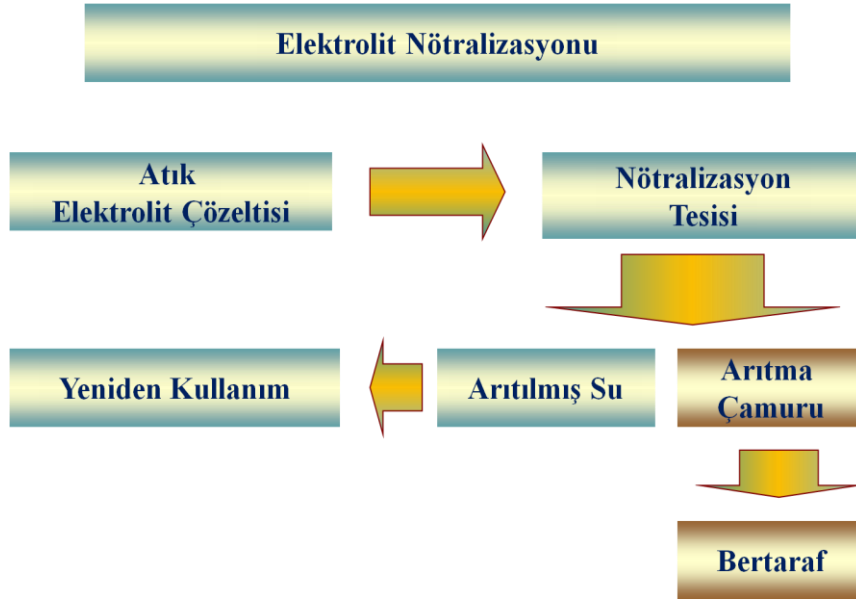 Elektrolit Nötralizasyonu
Atık
Elektrolit Çözeltisi
Nötralizasyon
Tesisi
Yeniden Kullanım
Arıtılmış Su
Arıtma
Çamuru
Bertaraf